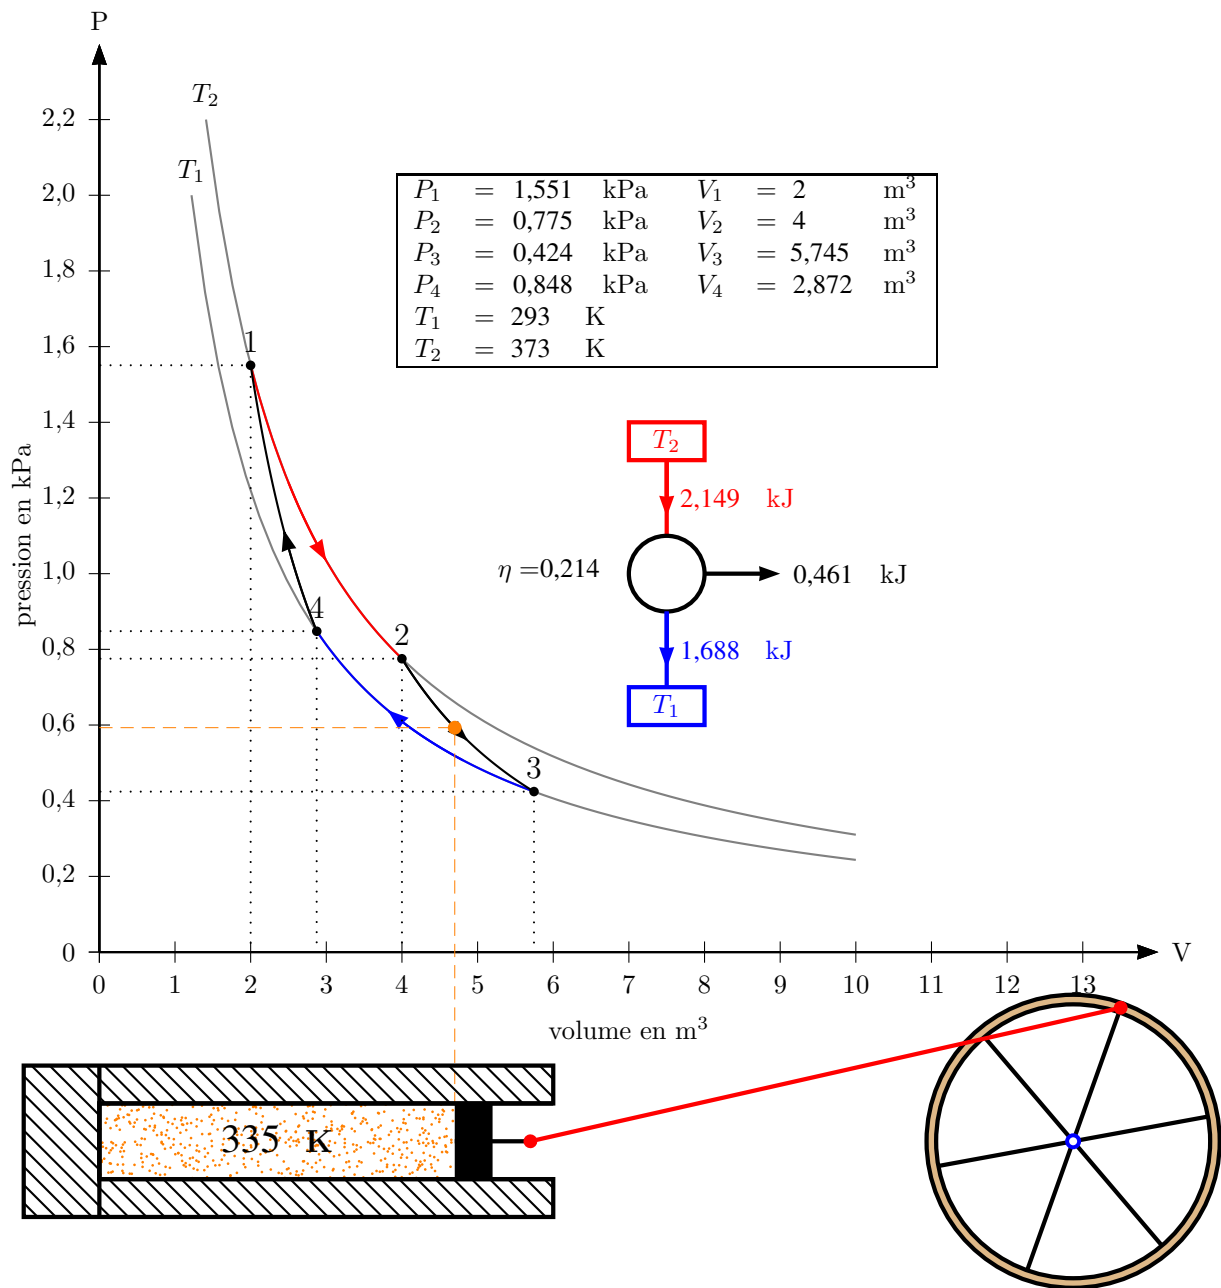 P
T₂
T₁
2,2
2,0
1,8
1,6
1,4
1,2
1,0
0,8
0,6
0,4
0,2
0
pression en kPa
P₁ = 1,551 kPa V₁ = 2 m³
P₂ = 0,775 kPa V₂ = 4 m³
P₃ = 0,424 kPa V₃ = 5,745 m³
P₄ = 0,848 kPa V₄ = 2,872 m³
T₁ = 293 K
T₂ = 373 K
1
4
2
3
T₂
2,149 kJ
η =0,214
0,461 kJ
1,688 kJ
T₁
V
0 1 2 3 4 5 6 7 8 9 10 11 12 13
volume en m³
335 K